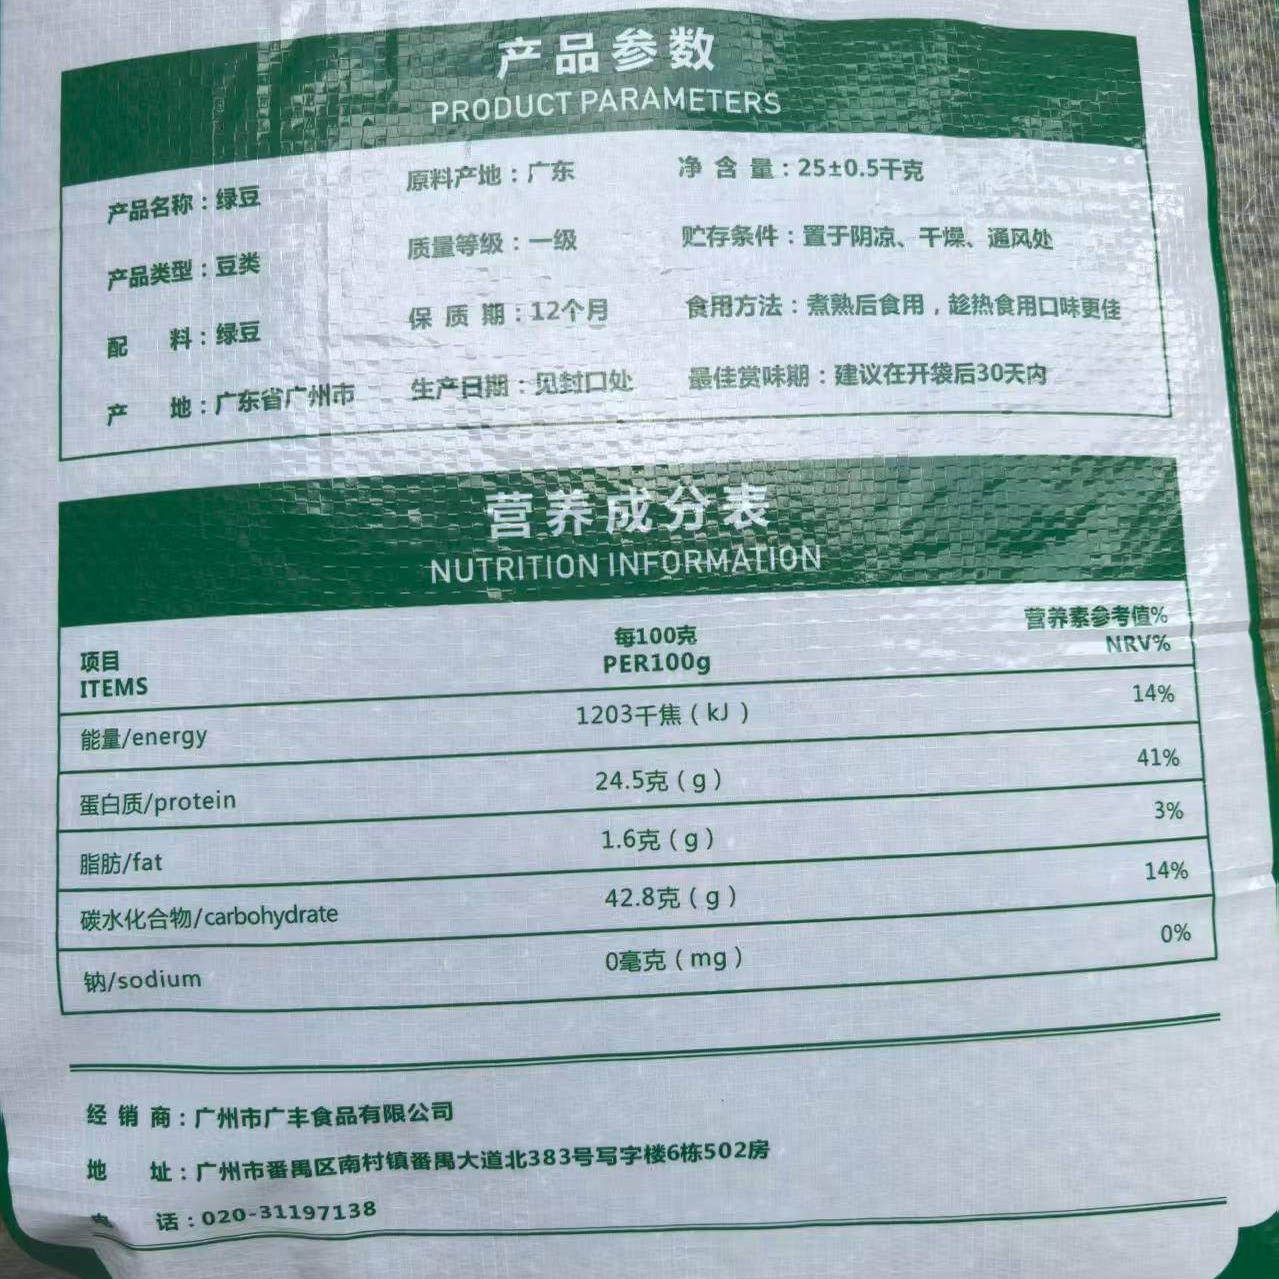 产品参数
PRODUCT PARAMETERS
产品名称：绿豆 原料产地：广东 净含量：25±0.5千克
产品类型：豆类 质量等级：一级 贮存条件：置于阴凉、干燥、通风处
配料：绿豆 保质期：12个月 食用方法：煮熟后食用，趁热食用口味更佳
产地：广东省广州市 生产日期：见封口处 最佳赏味期：建议在开袋后30天内
营养成分表
NUTRITION INFORMATION
项目 每100克 营养素参考值%
ITEMS PER100g NRV%
能量/energy 1203千焦（kJ） 14%
蛋白质/protein 24.5克（g） 41%
脂肪/fat 1.6克（g） 3%
碳水化合物/carbohydrate 42.8克（g） 14%
钠/sodium 0毫克（mg） 0%
经销商：广州市广丰食品有限公司
地址：广州市番禺区南村镇番禺大道北383号写字楼6栋502房
电话：020-31197138